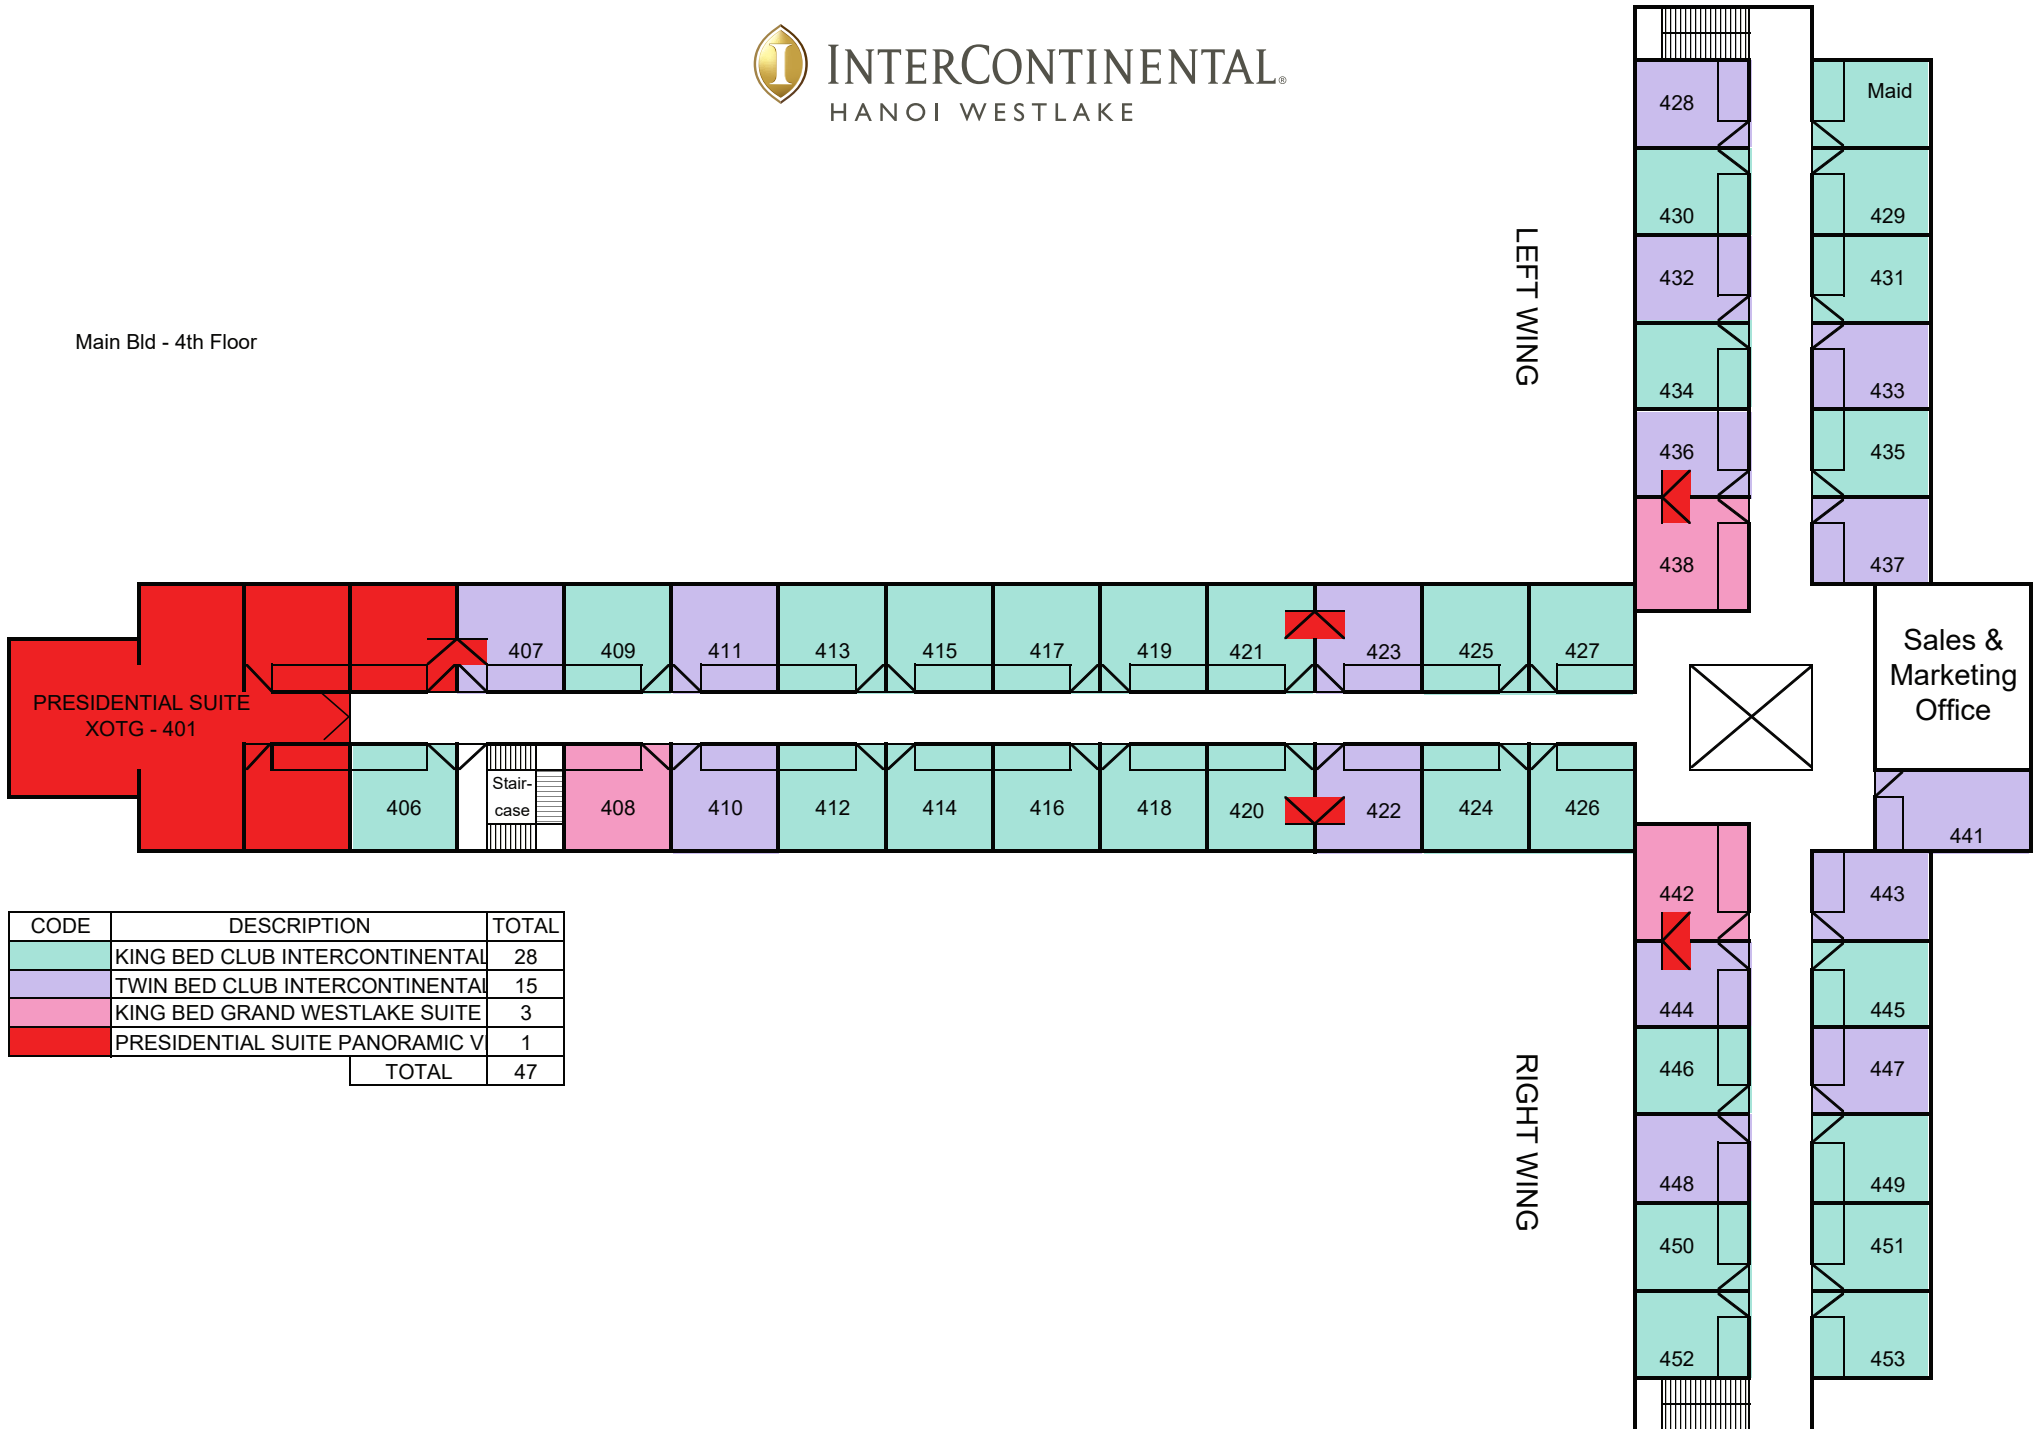 INTERCONTINENTAL®
HANOI WESTLAKE
Main Bld - 4th Floor
LEFT WING
428
Maid
430
429
432
431
434
433
436
435
438
437
407
409
411
413
415
417
419
421
423
425
427
PRESIDENTIAL SUITE
XOTG - 401
Sales &
Marketing
Office
406
Stair-
case
408
410
412
414
416
418
420
422
424
426
441
442
443
444
445
446
447
448
449
450
451
452
453
RIGHT WING
CODE DESCRIPTION TOTAL
KING BED CLUB INTERCONTINENTAL 28
TWIN BED CLUB INTERCONTINENTAL 15
KING BED GRAND WESTLAKE SUITE 3
PRESIDENTIAL SUITE PANORAMIC VI 1
TOTAL 47